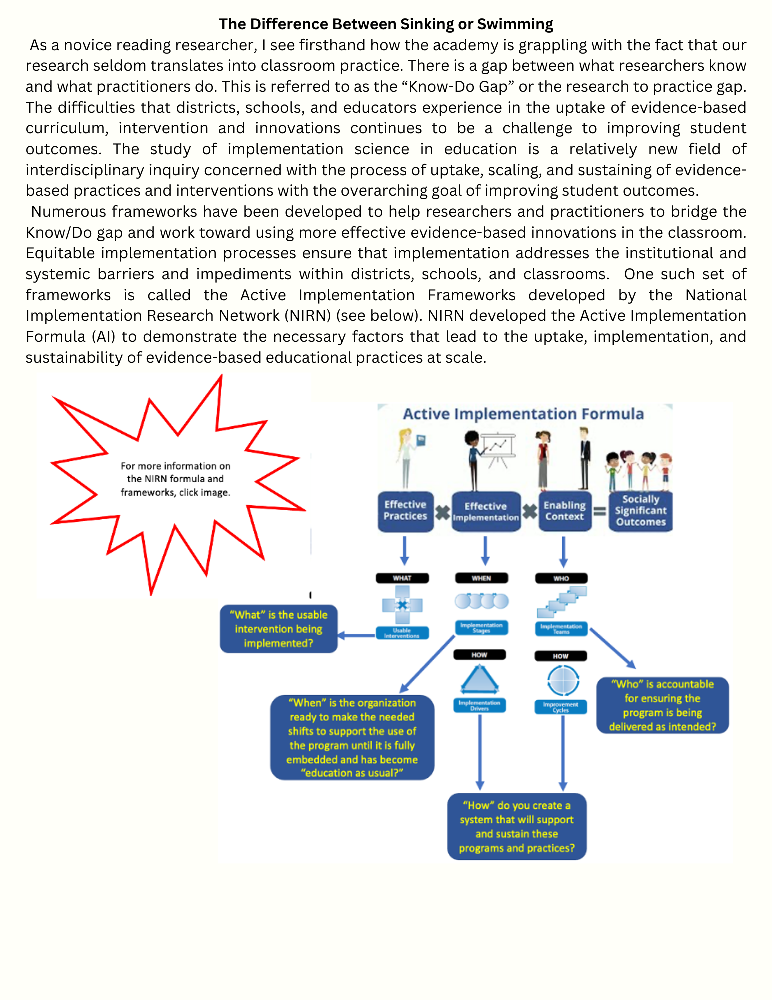 The Difference Between Sinking or Swimming
As a novice reading researcher, I see firsthand how the academy is grappling with the fact that our
research seldom translates into classroom practice. There is a gap between what researchers know
and what practitioners do. This is referred to as the “Know-Do Gap” or the research to practice gap.
The difficulties that districts, schools, and educators experience in the uptake of evidence-based
curriculum, intervention and innovations continues to be a challenge to improving student
outcomes. The study of implementation science in education is a relatively new field of
interdisciplinary inquiry concerned with the process of uptake, scaling, and sustaining of evidence-
based practices and interventions with the overarching goal of improving student outcomes.
Numerous frameworks have been developed to help researchers and practitioners to bridge the
Know/Do gap and work toward using more effective evidence-based innovations in the classroom.
Equitable implementation processes ensure that implementation addresses the institutional and
systemic barriers and impediments within districts, schools, and classrooms. One such set of
frameworks is called the Active Implementation Frameworks developed by the National
Implementation Research Network (NIRN) (see below). NIRN developed the Active Implementation
Formula (AI) to demonstrate the necessary factors that lead to the uptake, implementation, and
sustainability of evidence-based educational practices at scale.
For more information on
the NIRN formula and
frameworks, click image.
Active Implementation Formula
Effective
Practices
Effective
Implementation
Enabling
Context
=
Socially
Significant
Outcomes
WHAT
Usable
Interventions
WHEN
Implementation
Stages
WHO
Implementation
Teams
“What” is the usable
intervention being
implemented?
HOW
Implementation
Drivers
HOW
Improvement
Cycles
“Who” is accountable
for ensuring the
program is being
delivered as intended?
“When” is the organization
ready to make the needed
shifts to support the use of
the program until it is fully
embedded and has become
“education as usual?”
“How” do you create a
system that will support
and sustain these
programs and practices?